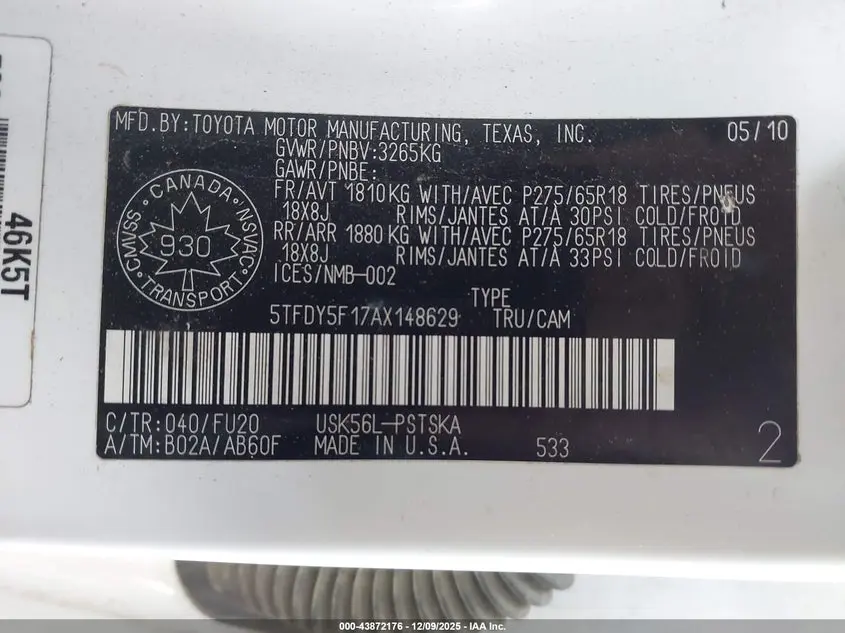 MFD.BY:TOYOTA MOTOR MANUFACTURING, TEXAS, INC. 05/10
GVWR/PNBV:3265KG
GAWR/PNBE:
FR/AVT 1810KG WITH/AVEC P275/65R18 TIRES/PNEUS
18X8J RIMS/JANTES AT/A 30PSI COLD/FROID
RR/ARR 1880KG WITH/AVEC P275/65R18 TIRES/PNEUS
18X8J RIMS/JANTES AT/A 33PSI COLD/FROID
ICES/NMB-002
CANADA
CMVSS
NSVAC
930
TRANSPORT
TYPE
5TFDY5F17AX148629 TRU/CAM
C/TR:040/FU20 USK56L-PSTSKA
A/TM:B02A/AB60F MADE IN U.S.A. 533 2
46K5T
000-43872176 - 12/09/2025 - IAA Inc.